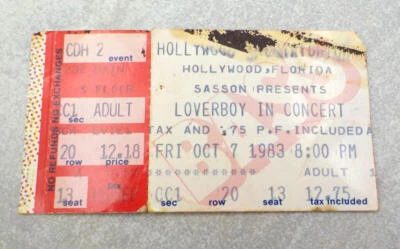 NO REFUNDS NO EXCHANGES
CDH 2 event
FLOOR
C1 ADULT
sec
20 12.18
row price
13
seat
HOLLYWOOD
HOLLYWOOD, FLORIDA
SASSON PRESENTS
LOVERBOY IN CONCERT
TAX AND .75 P.F. INCLUDED
FRI OCT 7 1983 8:00 PM
ADULT
CC1 20 13 12.75
sec row seat tax included